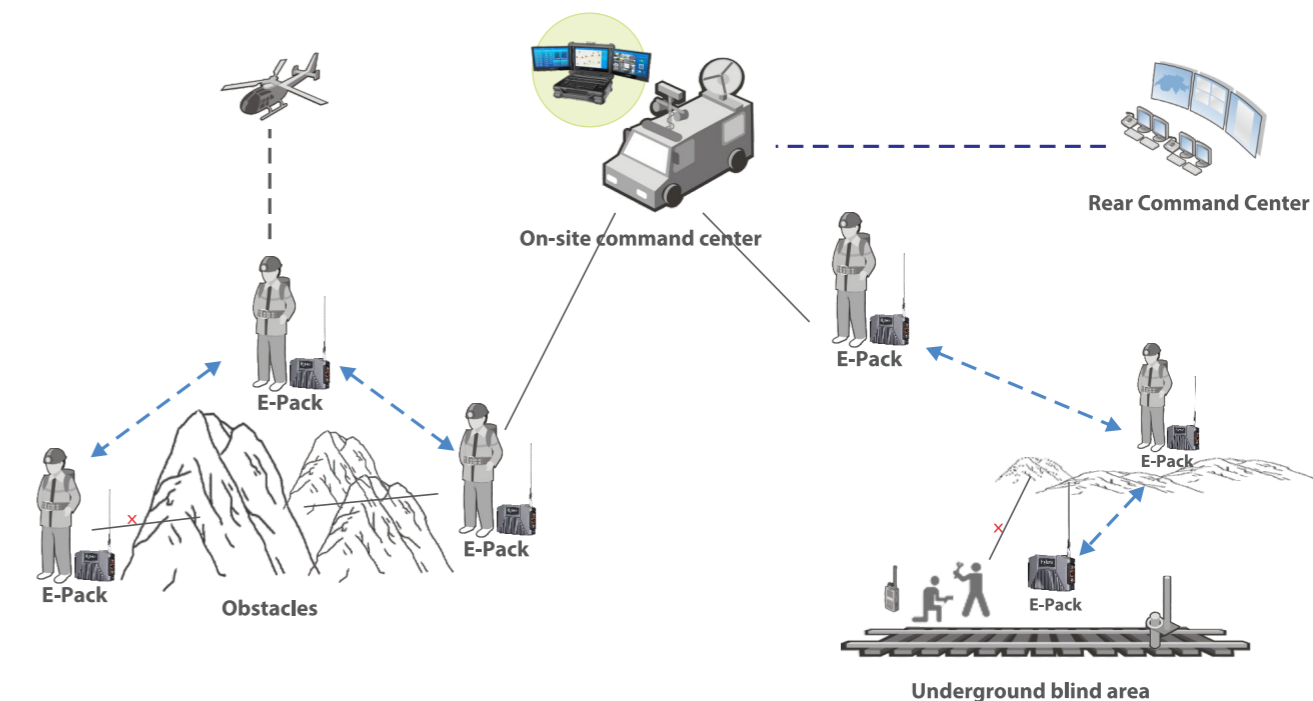 On-site command center
Rear Command Center
E-Pack
E-Pack
E-Pack
E-Pack
E-Pack
E-Pack
Obstacles
Underground blind area